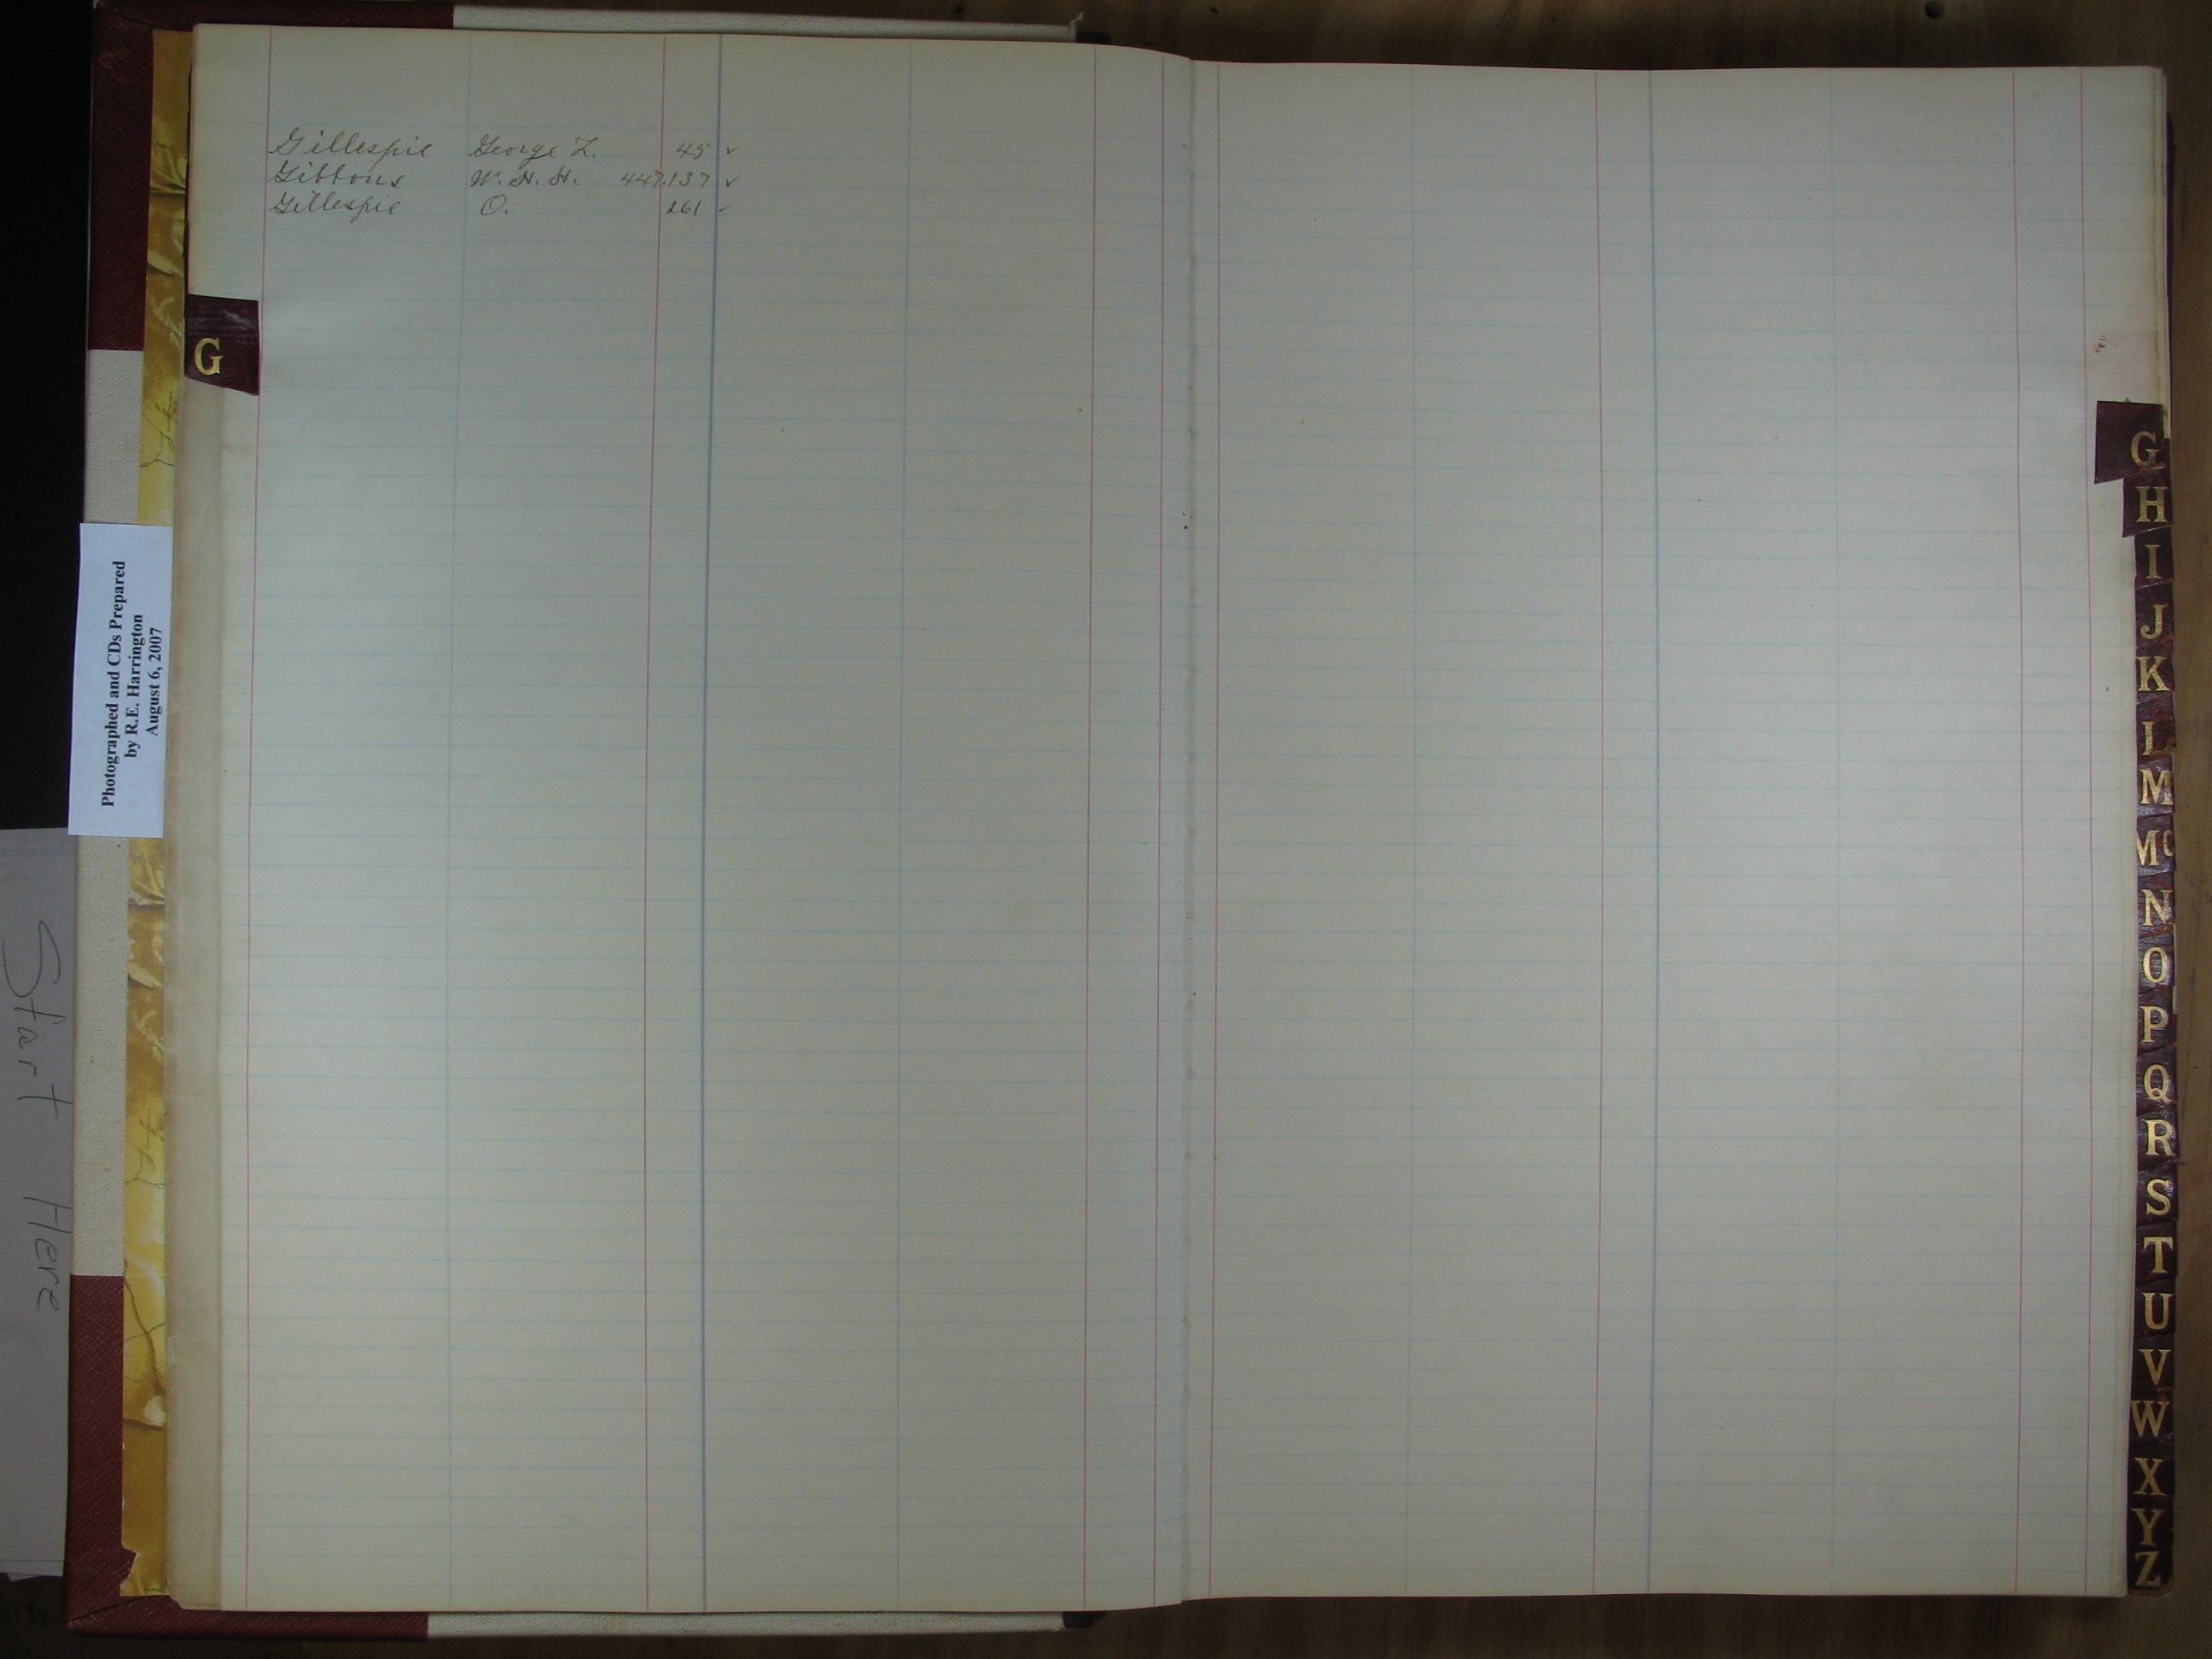 Gillespie George Z. 45 ✓
Gibbons W. H. H. 447.137 ✓
Gillespie O. 261 ✓
G
Photographed and CDs Prepared
by R.E. Harrington
August 6, 2007
Start Here
G
H
I
J
K
L
M
Mc
N
O
P
Q
R
S
T
U
V
W
X
Y
Z